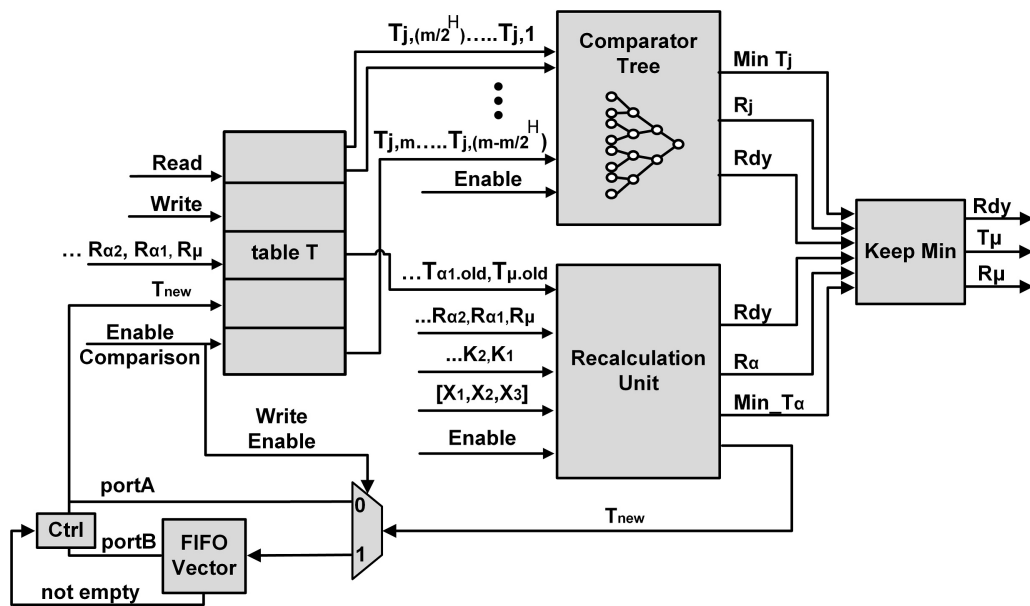 Tj,(m/2^H)…..Tj,1
Comparator
Tree
Min Tj
Rj
Rdy
Tj,m…..Tj,(m-m/2^H)
Enable
Read
Write
… Rα2, Rα1, Rμ
Tnew
Enable
Comparison
table T
Keep Min
Rdy
Tμ
Rμ
…Tα1.old,Tμ.old
…Rα2,Rα1,Rμ
...K2,K1
[X1,X2,X3]
Enable
Recalculation
Unit
Rdy
Rα
Min_Tα
Write
Enable
portA
0
1
Tnew
Ctrl
portB
FIFO
Vector
not empty